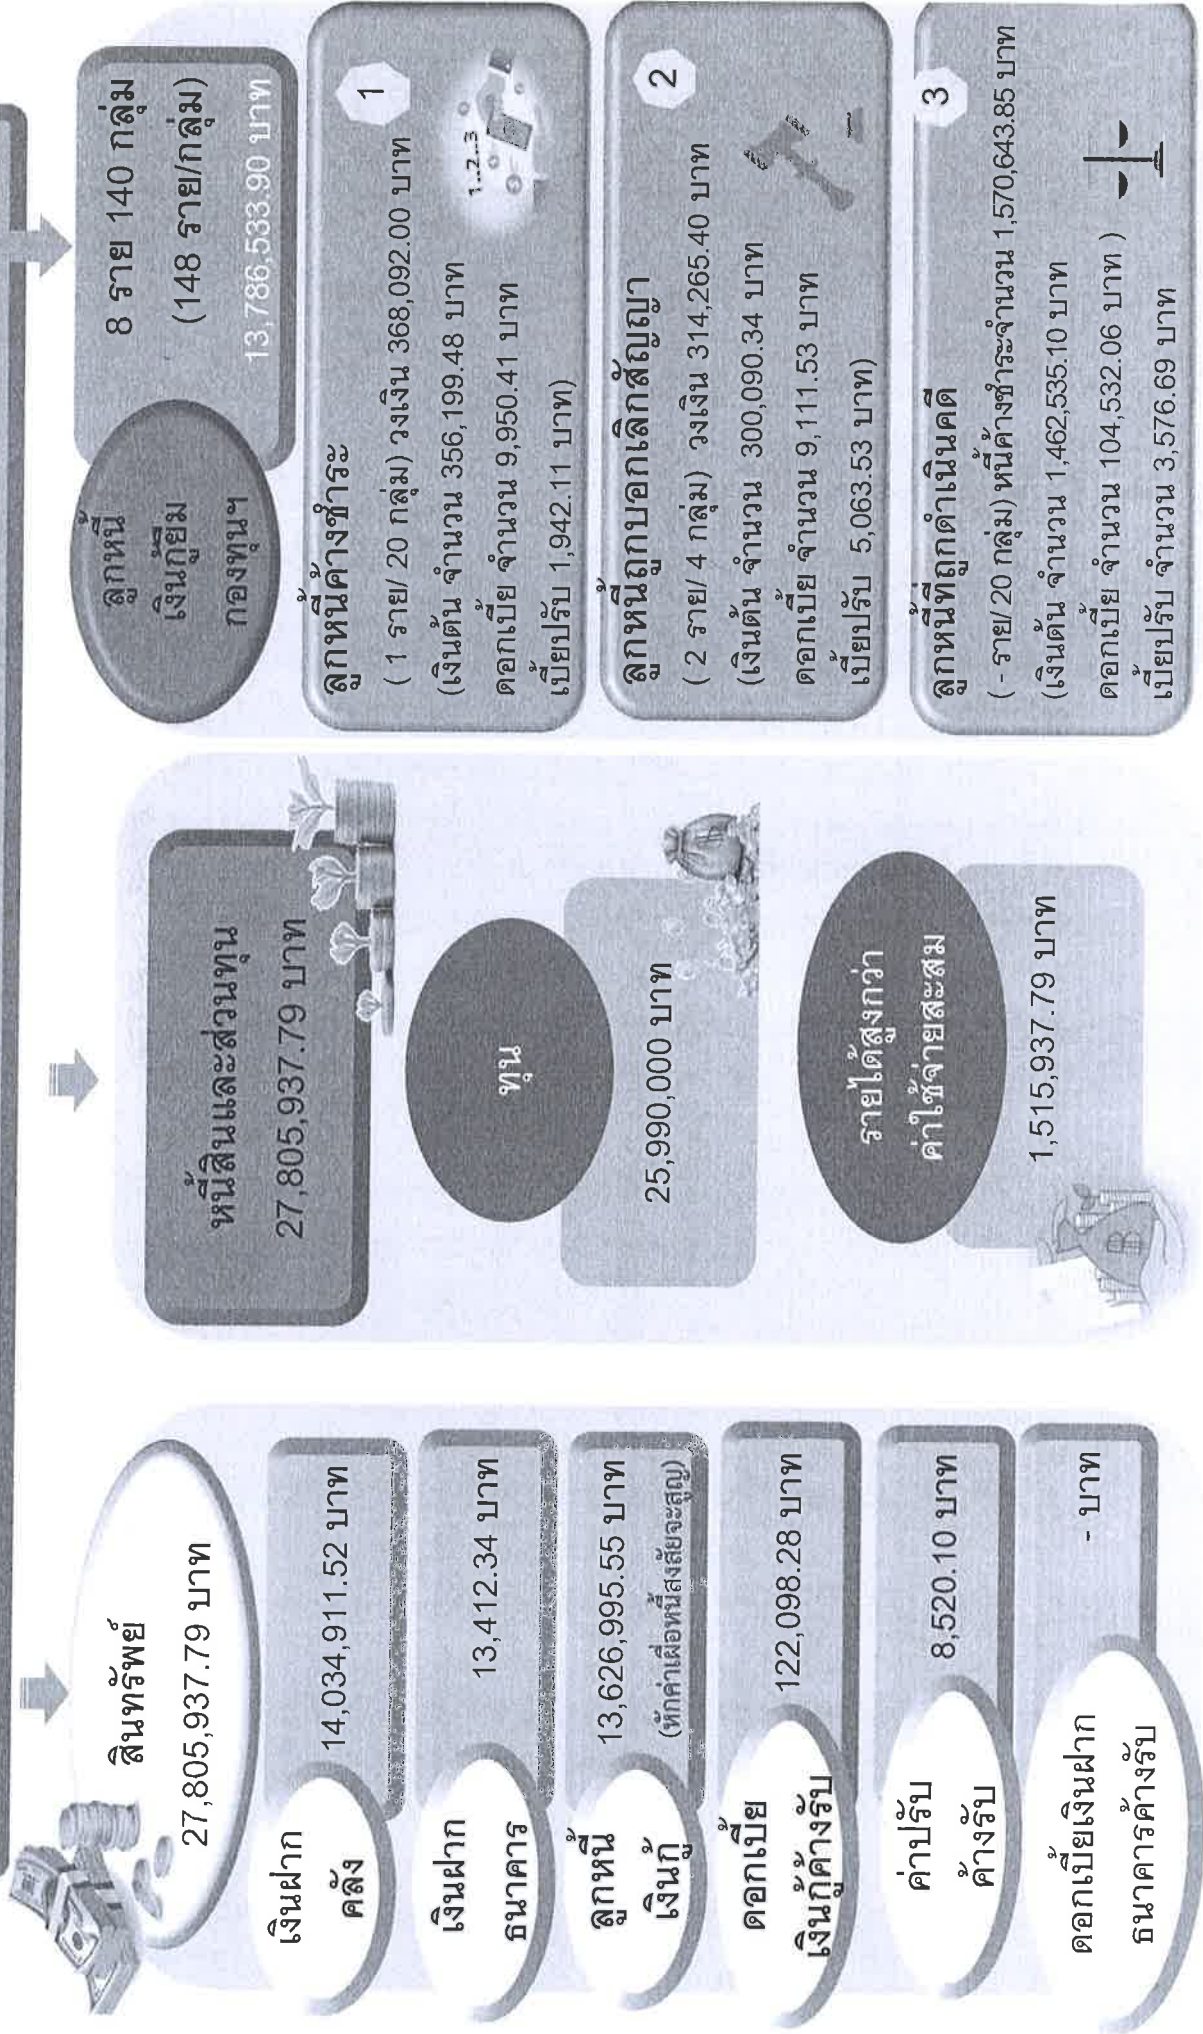 สินทรัพย์
27,805,937.79 บาท
เงินฝาก
คลัง
14,034,911.52 บาท
เงินฝาก
ธนาคาร
13,412.34 บาท
ลูกหนี้
เงินกู้
13,626,995.55 บาท
(หักค่าเผื่อหนี้สงสัยจะสูญ)
ดอกเบี้ย
เงินกู้ค้างรับ
122,098.28 บาท
ค่าปรับ
ค้างรับ
8,520.10 บาท
ดอกเบี้ยเงินฝาก
ธนาคารค้างรับ
- บาท
หนี้สินและส่วนทุน
27,805,937.79 บาท
ทุน
25,990,000 บาท
รายได้สูงกว่า
ค่าใช้จ่ายสะสม
1,515,937.79 บาท
ลูกหนี้
เงินกู้ยืม
กองทุนฯ
8 ราย 140 กลุ่ม
(148 ราย/กลุ่ม)
13,786,533.90 บาท
ลูกหนี้ค้างชำระ
1
( 1 ราย/ 20 กลุ่ม) วงเงิน 368,092.00 บาท
(เงินต้น จำนวน 356,199.48 บาท
ดอกเบี้ย จำนวน 9,950.41 บาท
เบี้ยปรับ 1,942.11 บาท)
1..2..3
ลูกหนี้ถูกบอกเลิกสัญญา
2
( 2 ราย/ 4 กลุ่ม) วงเงิน 314,265.40 บาท
(เงินต้น จำนวน 300,090.34 บาท
ดอกเบี้ย จำนวน 9,111.53 บาท
เบี้ยปรับ 5,063.53 บาท)
ลูกหนี้ที่ถูกดำเนินคดี
3
( - ราย/ 20 กลุ่ม) หนี้ค้างชำระจำนวน 1,570,643.85 บาท
(เงินต้น จำนวน 1,462,535.10 บาท
ดอกเบี้ย จำนวน 104,532.06 บาท )
เบี้ยปรับ จำนวน 3,576.69 บาท